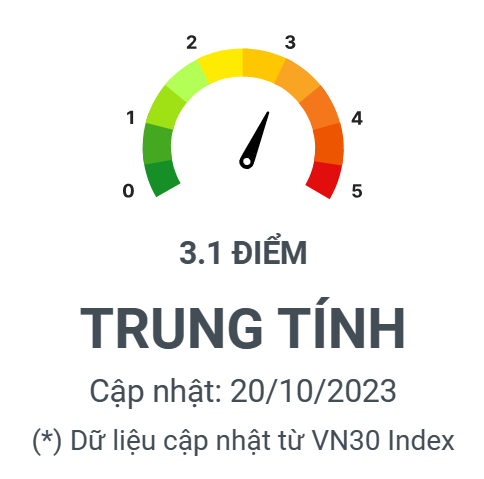 2
3
1
4
0
5
3.1 ĐIỂM
TRUNG TÍNH
Cập nhật: 20/10/2023
(*) Dữ liệu cập nhật từ VN30 Index